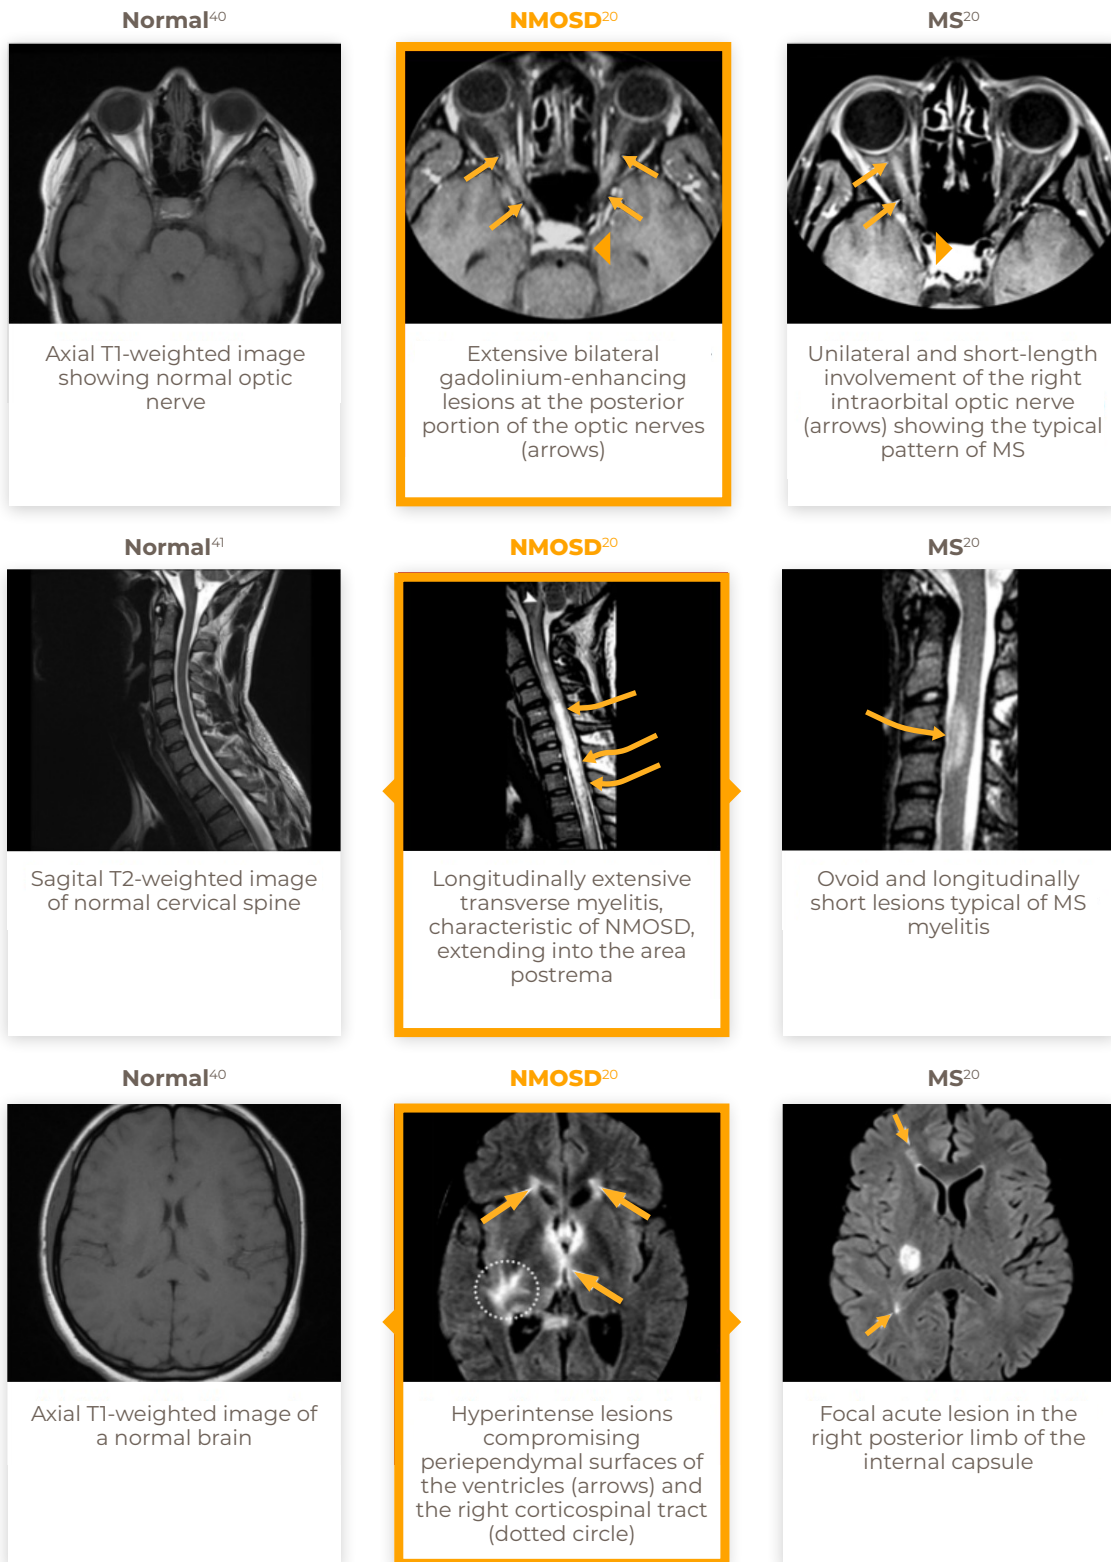 Normal40
NMOSD20
MS20
Axial T1-weighted image
showing normal optic
nerve
Extensive bilateral
gadolinium-enhancing
lesions at the posterior
portion of the optic nerves
(arrows)
Unilateral and short-length
involvement of the right
intraorbital optic nerve
(arrows) showing the typical
pattern of MS
Normal41
NMOSD20
MS20
Sagital T2-weighted image
of normal cervical spine
Longitudinally extensive
transverse myelitis,
characteristic of NMOSD,
extending into the area
postrema
Ovoid and longitudinally
short lesions typical of MS
myelitis
Normal40
NMOSD20
MS20
Axial T1-weighted image of
a normal brain
Hyperintense lesions
compromising
periependymal surfaces of
the ventricles (arrows) and
the right corticospinal tract
(dotted circle)
Focal acute lesion in the
right posterior limb of the
internal capsule